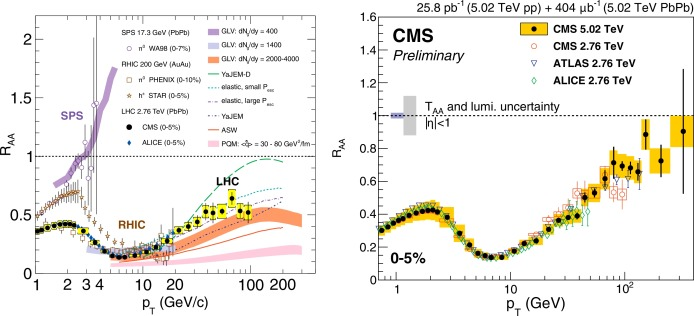 SPS 17.3 GeV (PbPb)
π⁰ WA98 (0-7%)
RHIC 200 GeV (AuAu)
π⁰ PHENIX (0-10%)
h± STAR (0-5%)
LHC 2.76 TeV (PbPb)
CMS (0-5%)
ALICE (0-5%)
GLV: dN_g/dy = 400
GLV: dN_g/dy = 1400
GLV: dN_g/dy = 2000-4000
YaJEM-D
elastic, small P_esc
elastic, large P_esc
YaJEM
ASW
PQM: <q̂> = 30 - 80 GeV²/fm
SPS
RHIC
LHC
R_AA
2
1.5
1
0.5
0
1 2 3 4 10 20 100 200
p_T (GeV/c)
25.8 pb⁻¹ (5.02 TeV pp) + 404 μb⁻¹ (5.02 TeV PbPb)
CMS
Preliminary
CMS 5.02 TeV
CMS 2.76 TeV
ATLAS 2.76 TeV
ALICE 2.76 TeV
T_AA and lumi. uncertainty
|η|<1
0-5%
R_AA
1.6
1.4
1.2
1
0.8
0.6
0.4
0.2
0
1 10 10²
p_T (GeV)